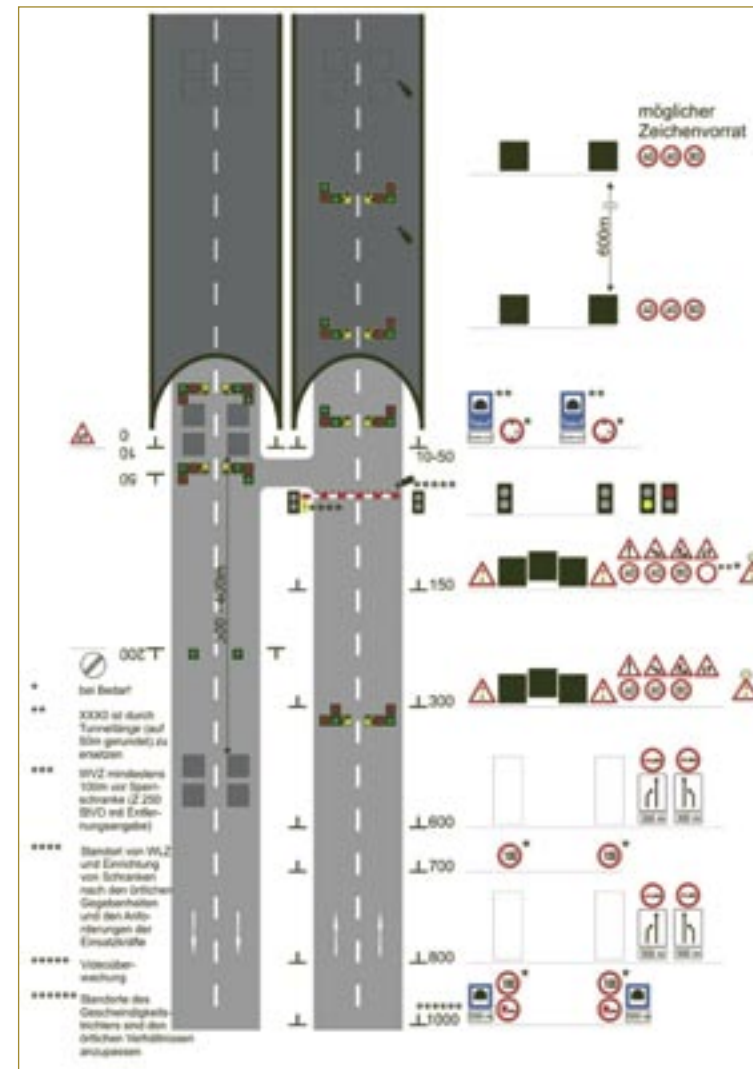 möglicher
Zeichenvorrat
600m
**
**
*
*
0
10
50
10-50
*****
*****
150
***
300
200
600
700
*
*
800
*
*
******
1000
* bei Bedarf
** XXX0 ist durch
Tunnellänge (auf
50m gerundet) zu
ersetzen
*** WVZ mindestens
100m vor Sperr-
schranke (Z 250
StVO mit Entfer-
nungsangabe)
**** Standort von WLZ
und Einrichtung
von Schranken
nach den örtlichen
Gegebenheiten
und den Anfo-
rderungen der
Einsatzkräfte
***** Videoüber-
wachung
****** Standorte des
Geschwindigkeits-
trichters sind den
örtlichen Verhältnissen
anzupassen